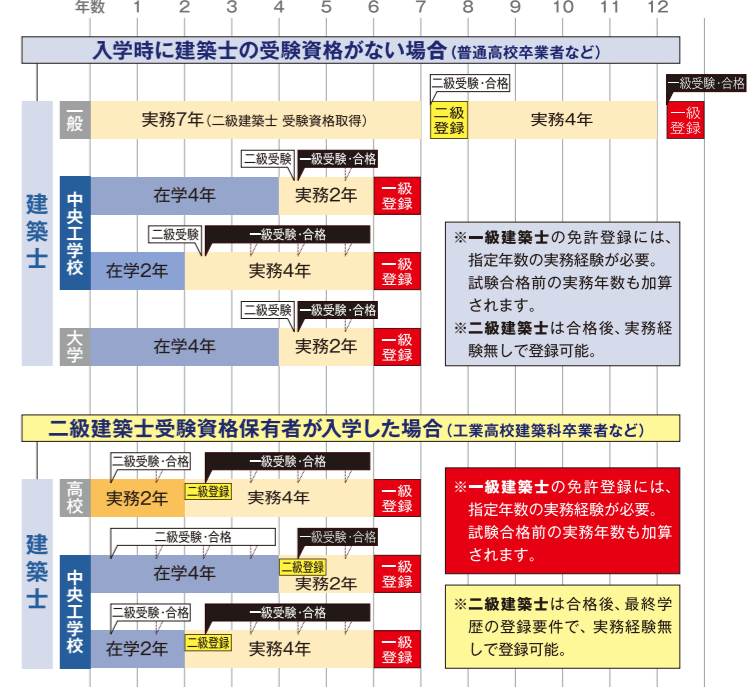 年数 1 2 3 4 5 6 7 8 9 10 11 12
入学時に建築士の受験資格がない場合(普通高校卒業者など)
建築士
二級受験・合格
一級受験・合格
一般
実務7年(二級建築士 受験資格取得)
二級
登録
実務4年
一級
登録
中央工学校
二級受験
一級受験・合格
在学4年
実務2年
一級
登録
二級受験
一級受験・合格
在学2年
実務4年
一級
登録
大学
二級受験
一級受験・合格
在学4年
実務2年
一級
登録
※一級建築士の免許登録には、
指定年数の実務経験が必要。
試験合格前の実務年数も加算
されます。
※二級建築士は合格後、実務経
験無しで登録可能。
二級建築士受験資格保有者が入学した場合(工業高校建築科卒業者など)
建築士
高校
二級受験・合格
一級受験・合格
実務2年
二級登録
実務4年
一級
登録
中央工学校
二級受験・合格
一級受験・合格
在学4年
二級登録
実務2年
一級
登録
二級受験・合格
一級受験・合格
在学2年
二級登録
実務4年
一級
登録
※一級建築士の免許登録には、
指定年数の実務経験が必要。
試験合格前の実務年数も加算
されます。
※二級建築士は合格後、最終学
歴の登録要件で、実務経験無
しで登録可能。